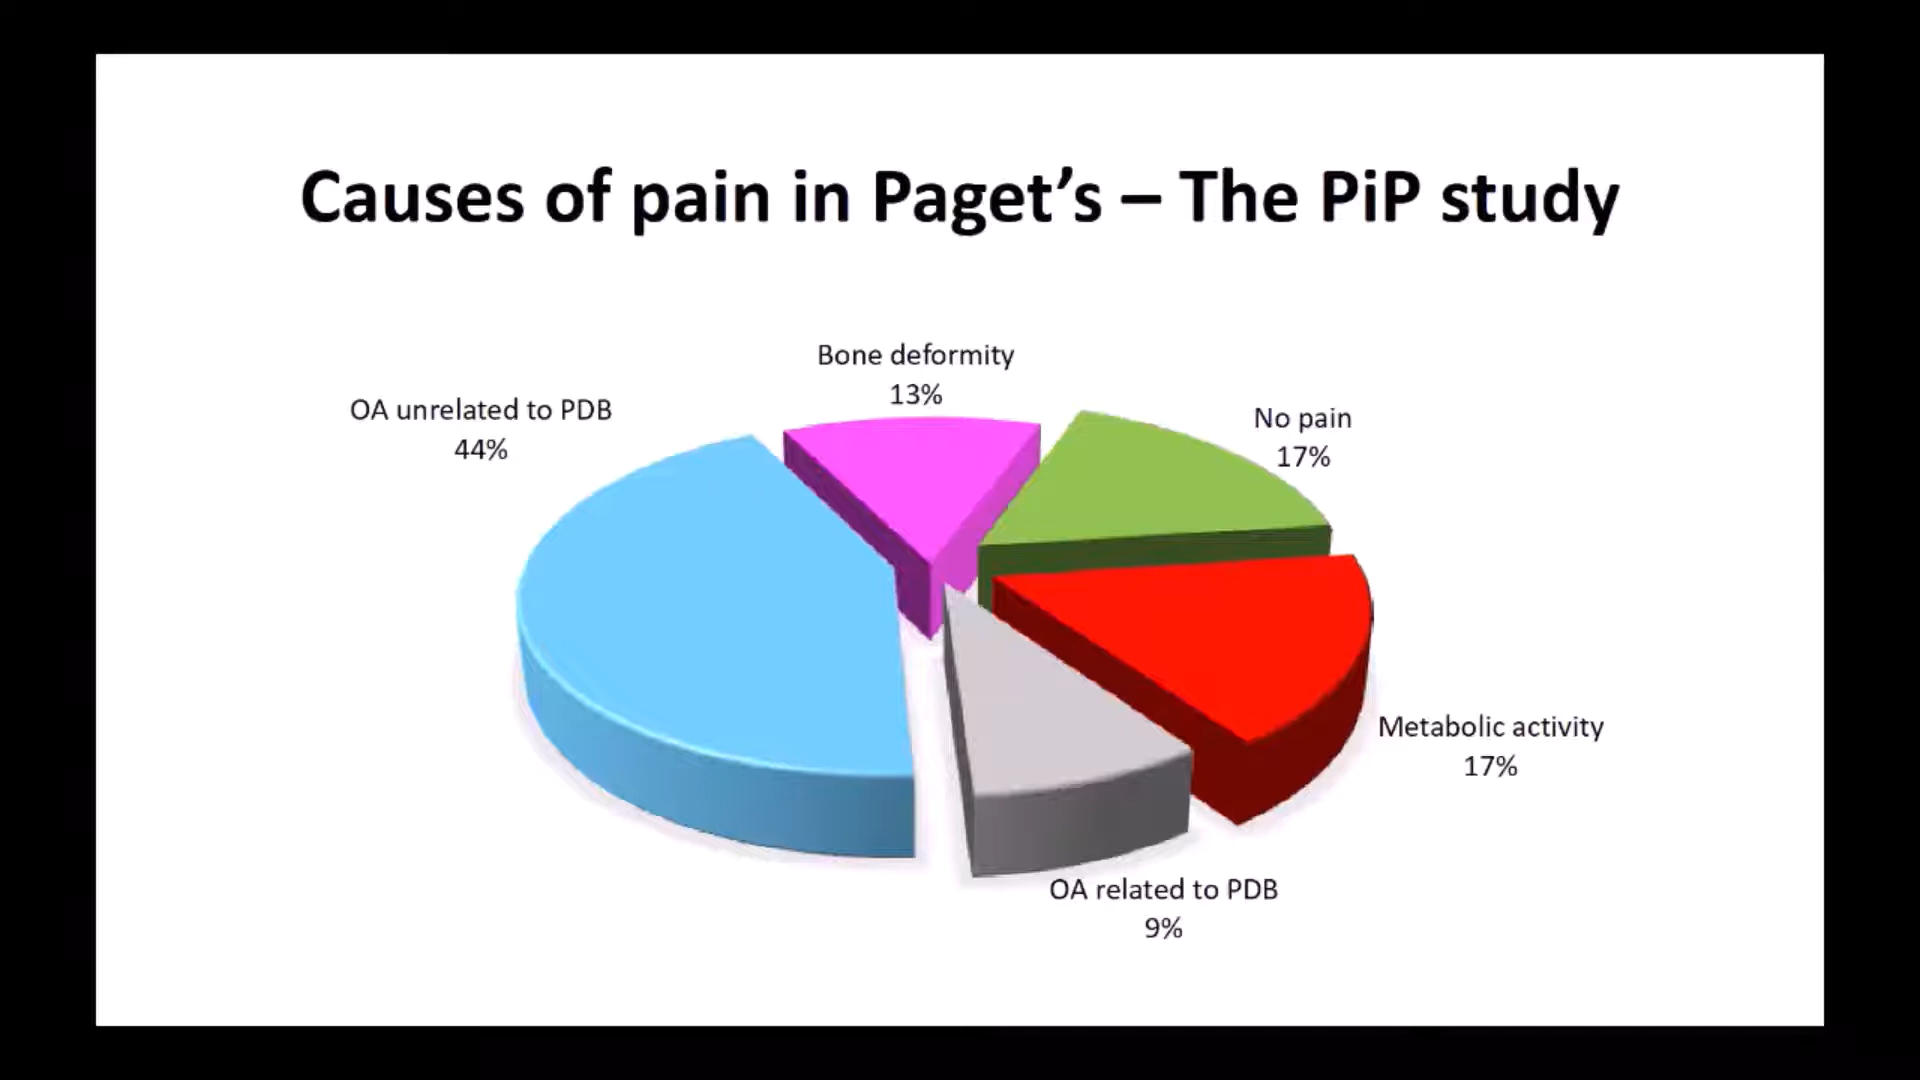 Causes of pain in Paget’s – The PiP study
Bone deformity
13%
OA unrelated to PDB
44%
No pain
17%
Metabolic activity
17%
OA related to PDB
9%